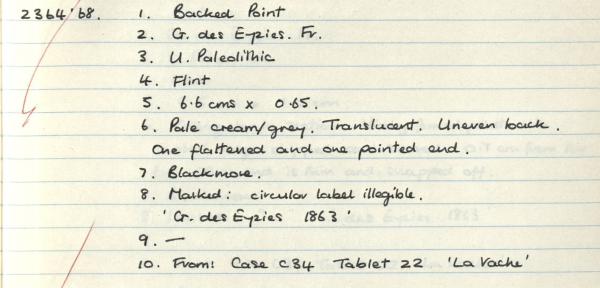 2364'68. 1. Backed Point
2. G. des Eyzies. Fr.
3. U. Paleolithic
4. Flint
5. 6.6 cms x 0.65.
6. Pale cream/grey. Translucent. Uneven back.
One flattened and one pointed end.
7. Blackmore.
8. Marked: circular label illegible.
'G. des Eyzies 1863'
9. —
10. From: Case C34 Tablet 22 'La Vache'